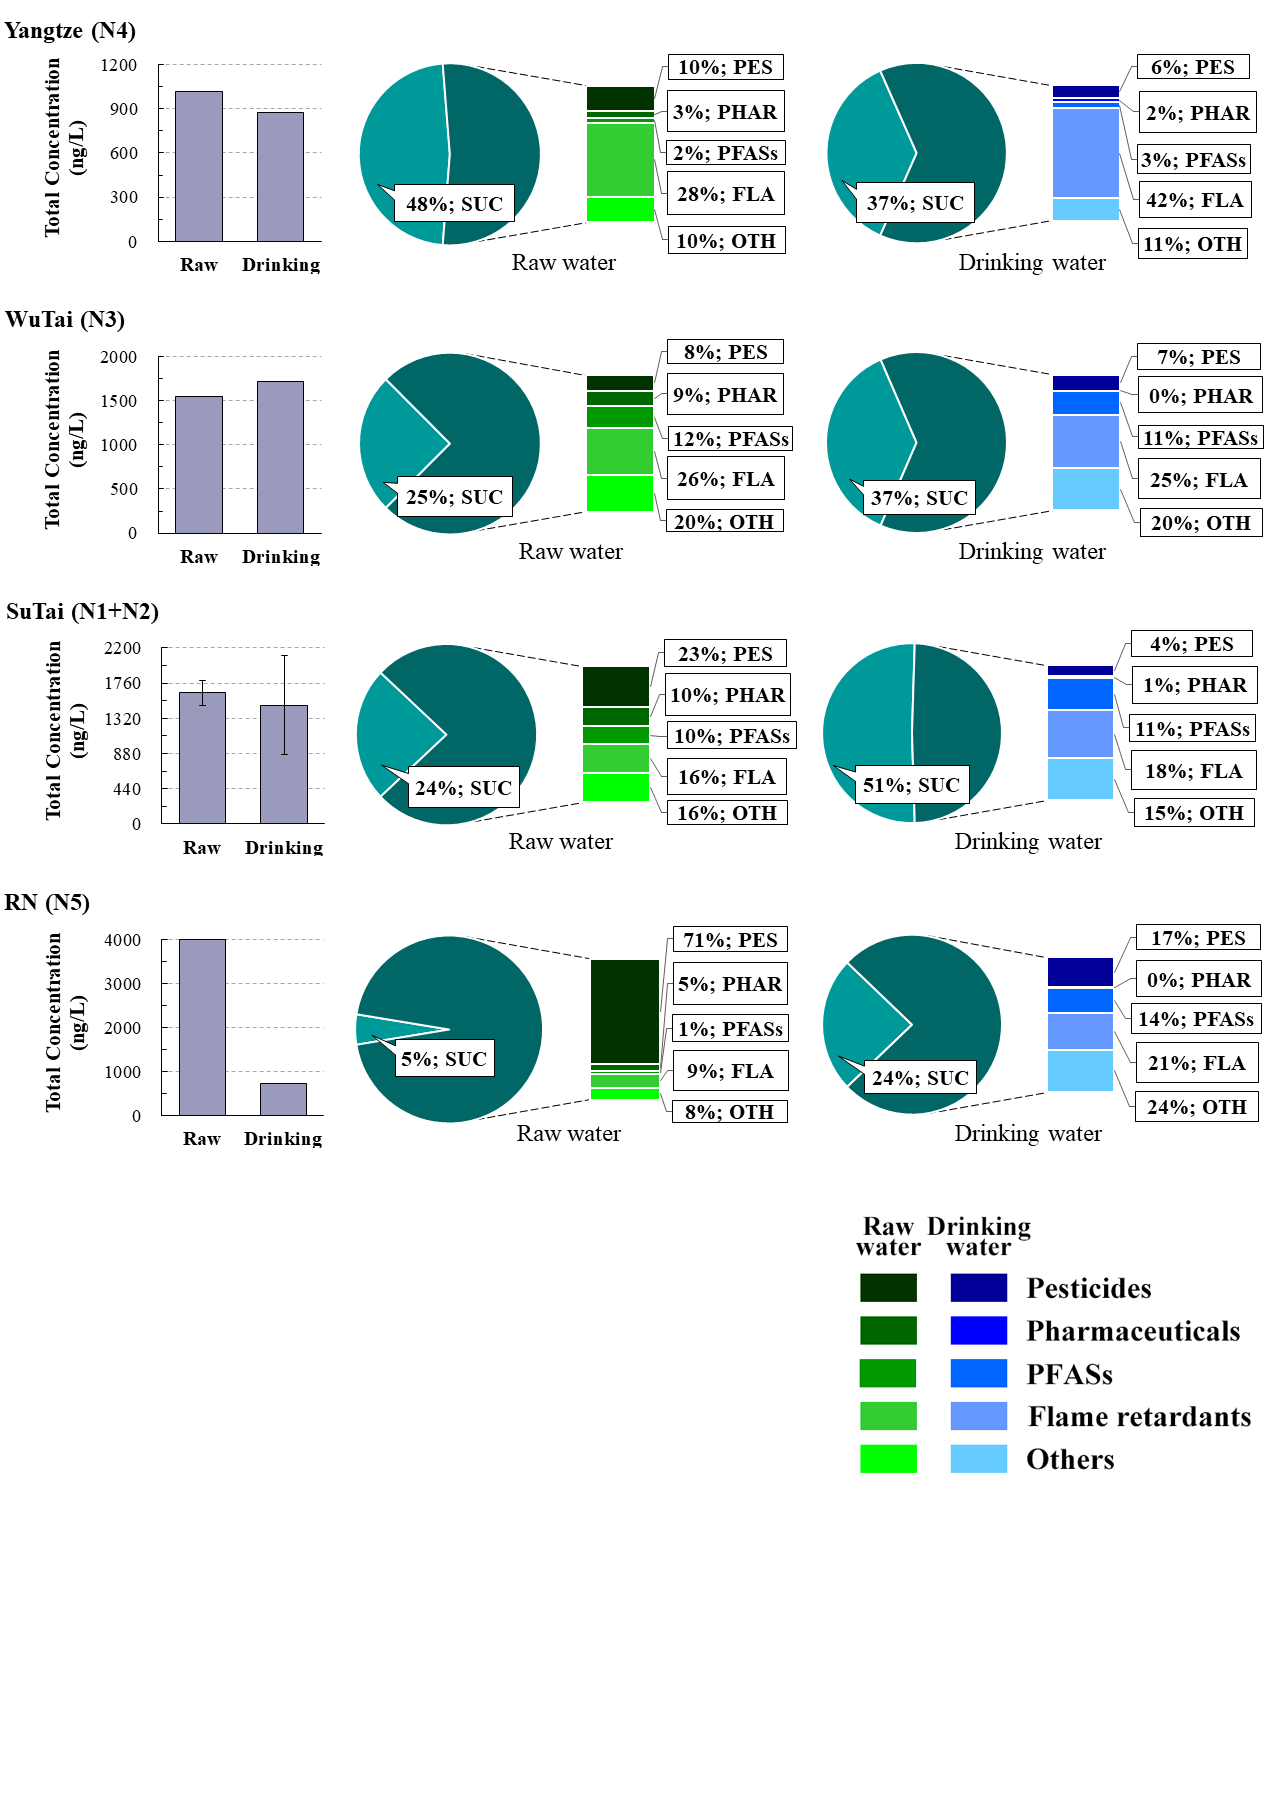 Yangtze (N4)
Total Concentration
(ng/L)
1200
900
600
300
0
Raw
Drinking
48%; SUC
10%; PES
3%; PHAR
2%; PFASs
28%; FLA
10%; OTH
Raw water
37%; SUC
6%; PES
2%; PHAR
3%; PFASs
42%; FLA
11%; OTH
Drinking water
WuTai (N3)
Total Concentration
(ng/L)
2000
1500
1000
500
0
Raw
Drinking
25%; SUC
8%; PES
9%; PHAR
12%; PFASs
26%; FLA
20%; OTH
Raw water
37%; SUC
7%; PES
0%; PHAR
11%; PFASs
25%; FLA
20%; OTH
Drinking water
SuTai (N1+N2)
Total Concentration
(ng/L)
2200
1760
1320
880
440
0
Raw
Drinking
24%; SUC
23%; PES
10%; PHAR
10%; PFASs
16%; FLA
16%; OTH
Raw water
51%; SUC
4%; PES
1%; PHAR
11%; PFASs
18%; FLA
15%; OTH
Drinking water
RN (N5)
Total Concentration
(ng/L)
4000
3000
2000
1000
0
Raw
Drinking
5%; SUC
71%; PES
5%; PHAR
1%; PFASs
9%; FLA
8%; OTH
Raw water
24%; SUC
17%; PES
0%; PHAR
14%; PFASs
21%; FLA
24%; OTH
Drinking water
Raw
water
Drinking
water
Pesticides
Pharmaceuticals
PFASs
Flame retardants
Others